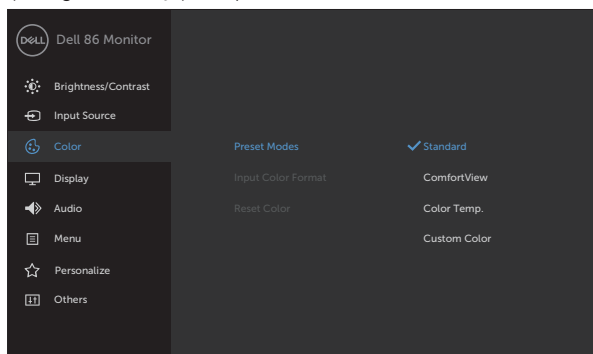 DELL
Dell 86 Monitor
Brightness/Contrast
Input Source
Color
Preset Modes
Standard
Display
Input Color Format
ComfortView
Audio
Reset Color
Color Temp.
Menu
Custom Color
Personalize
Others